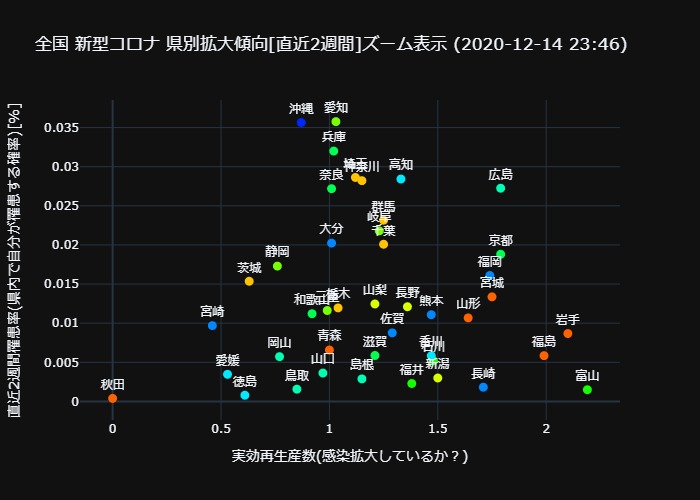 全国 新型コロナ 県別拡大傾向[直近2週間]ズーム表示 (2020-12-14 23:46)
直近2週間罹患率(県内で自分が罹患する確率)[%]
沖縄 愛知
0.035
兵庫
埼玉 神奈川 高知
0.03
奈良 広島
0.025
群馬
岐阜
大分 千葉 京都
0.02
静岡 福岡
茨城
0.015
宮城
和歌山 三重 栃木 山梨 長野
宮崎 熊本 山形
0.01
佐賀 岩手
青森
岡山 滋賀 香川 石川 福島
0.005
愛媛 山口 島根 新潟
徳島 鳥取 福井 長崎 富山
秋田
0
0 0.5 1 1.5 2
実効再生産数(感染拡大しているか？)